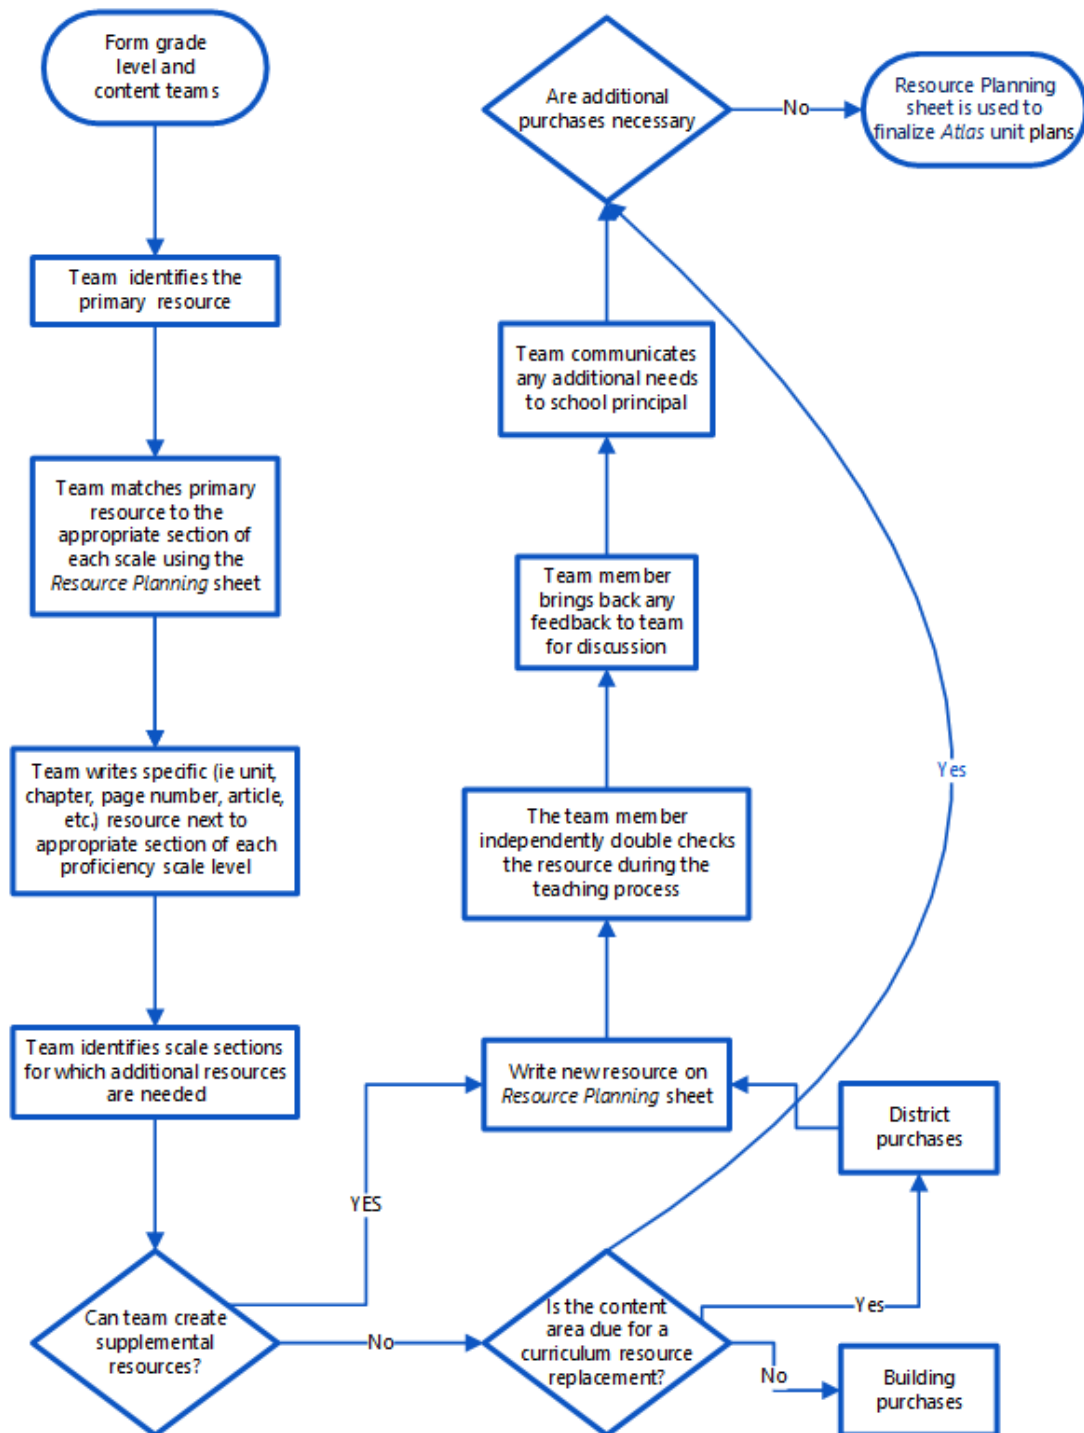 Form grade
level and
content teams
Team identifies the
primary resource
Team matches primary
resource to the
appropriate section of
each scale using the
Resource Planning sheet
Team writes specific (ie unit,
chapter, page number, article,
etc.) resource next to
appropriate section of each
proficiency scale level
Team identifies scale sections
for which additional resources
are needed
Can team create
supplemental
resources?
YES
No
Is the content
area due for a
curriculum resource
replacement?
Yes
No
Building
purchases
District
purchases
Write new resource on
Resource Planning sheet
The team member
independently double checks
the resource during the
teaching process
Team member
brings back any
feedback to team
for discussion
Team communicates
any additional needs
to school principal
Are additional
purchases necessary
Yes
No
Resource Planning
sheet is used to
finalize Atlas unit plans